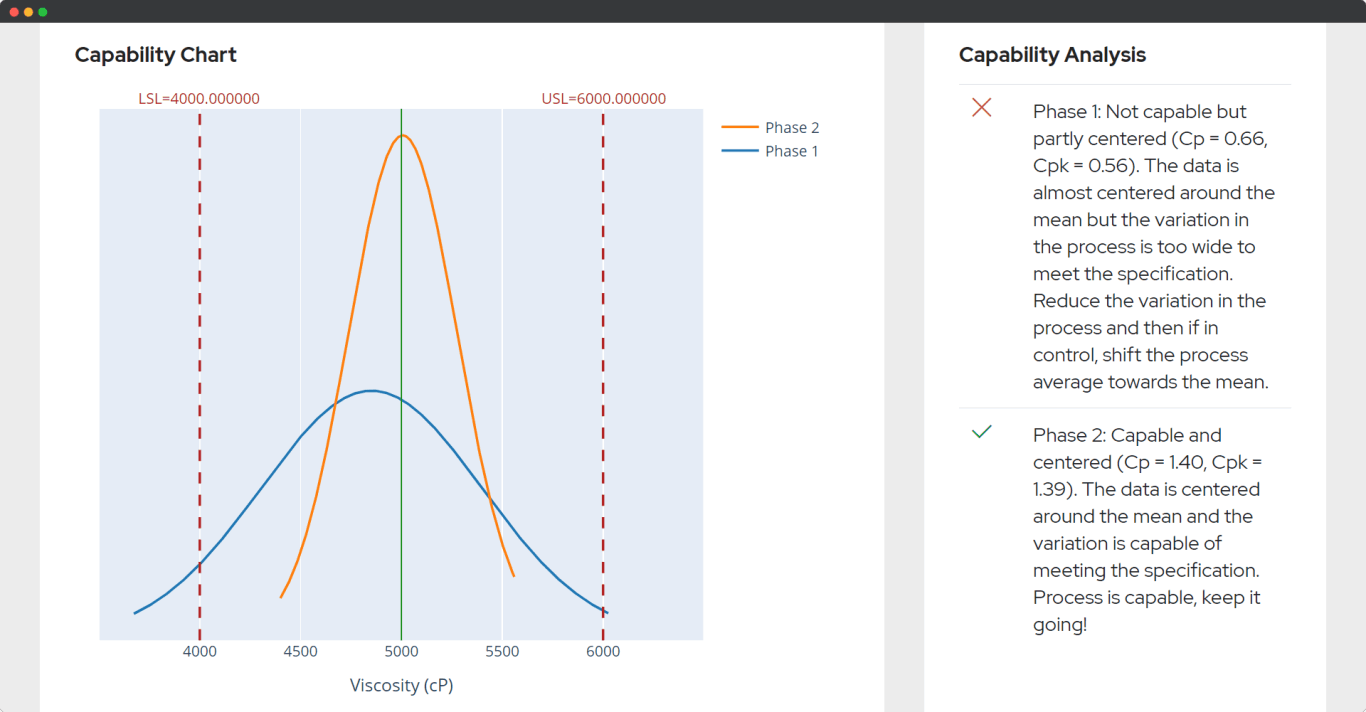 Capability Chart
LSL=4000.000000
USL=6000.000000
Phase 2
Phase 1
4000
4500
5000
5500
6000
Viscosity (cP)
Capability Analysis
Phase 1: Not capable but
partly centered (Cp = 0.66,
Cpk = 0.56). The data is
almost centered around the
mean but the variation in
the process is too wide to
meet the specification.
Reduce the variation in the
process and then if in
control, shift the process
average towards the mean.
Phase 2: Capable and
centered (Cp = 1.40, Cpk =
1.39). The data is centered
around the mean and the
variation is capable of
meeting the specification.
Process is capable, keep it
going!